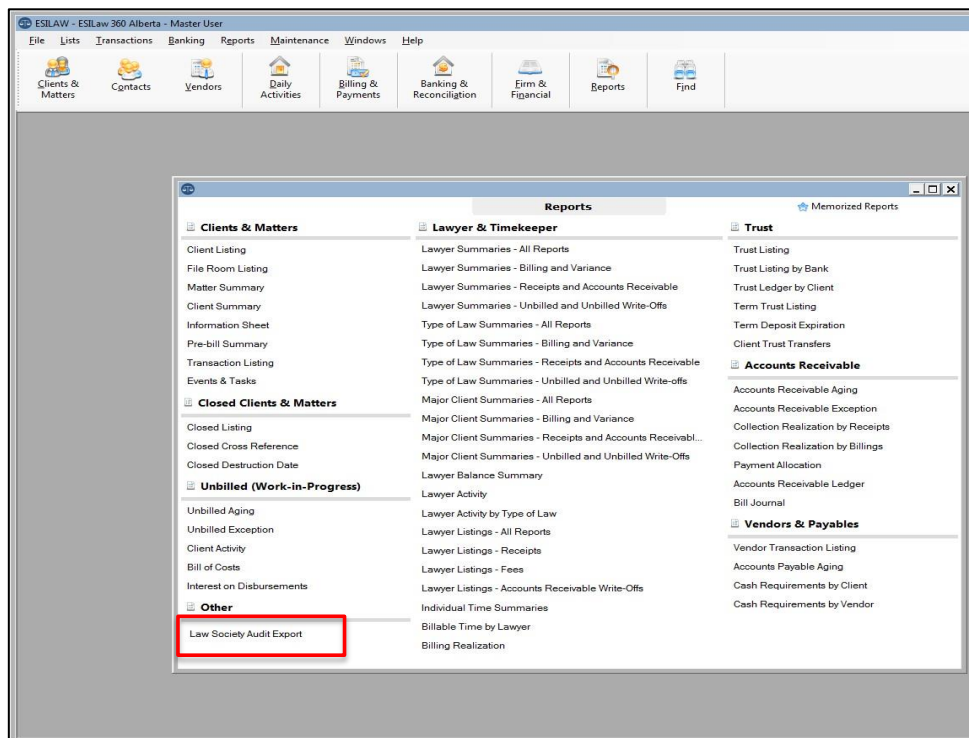 ESILAW - ESILaw 360 Alberta - Master User
File Lists Transactions Banking Reports Maintenance Windows Help
Clients & Matters
Contacts
Vendors
Daily Activities
Billing & Payments
Banking & Reconciliation
Firm & Financial
Reports
Find
Reports
Memorized Reports
Clients & Matters
Client Listing
File Room Listing
Matter Summary
Client Summary
Information Sheet
Pre-bill Summary
Transaction Listing
Events & Tasks
Closed Clients & Matters
Closed Listing
Closed Cross Reference
Closed Destruction Date
Unbilled (Work-in-Progress)
Unbilled Aging
Unbilled Exception
Client Activity
Bill of Costs
Interest on Disbursements
Other
Law Society Audit Export
Lawyer & Timekeeper
Lawyer Summaries - All Reports
Lawyer Summaries - Billing and Variance
Lawyer Summaries - Receipts and Accounts Receivable
Lawyer Summaries - Unbilled and Unbilled Write-Offs
Type of Law Summaries - All Reports
Type of Law Summaries - Billing and Variance
Type of Law Summaries - Receipts and Accounts Receivable
Type of Law Summaries - Unbilled and Unbilled Write-offs
Major Client Summaries - All Reports
Major Client Summaries - Billing and Variance
Major Client Summaries - Receipts and Accounts Receivabl...
Major Client Summaries - Unbilled and Unbilled Write-Offs
Lawyer Balance Summary
Lawyer Activity
Lawyer Activity by Type of Law
Lawyer Listings - All Reports
Lawyer Listings - Receipts
Lawyer Listings - Fees
Lawyer Listings - Accounts Receivable Write-Offs
Individual Time Summaries
Billable Time by Lawyer
Billing Realization
Trust
Trust Listing
Trust Listing by Bank
Trust Ledger by Client
Term Trust Listing
Term Deposit Expiration
Client Trust Transfers
Accounts Receivable
Accounts Receivable Aging
Accounts Receivable Exception
Collection Realization by Receipts
Collection Realization by Billings
Payment Allocation
Accounts Receivable Ledger
Bill Journal
Vendors & Payables
Vendor Transaction Listing
Accounts Payable Aging
Cash Requirements by Client
Cash Requirements by Vendor